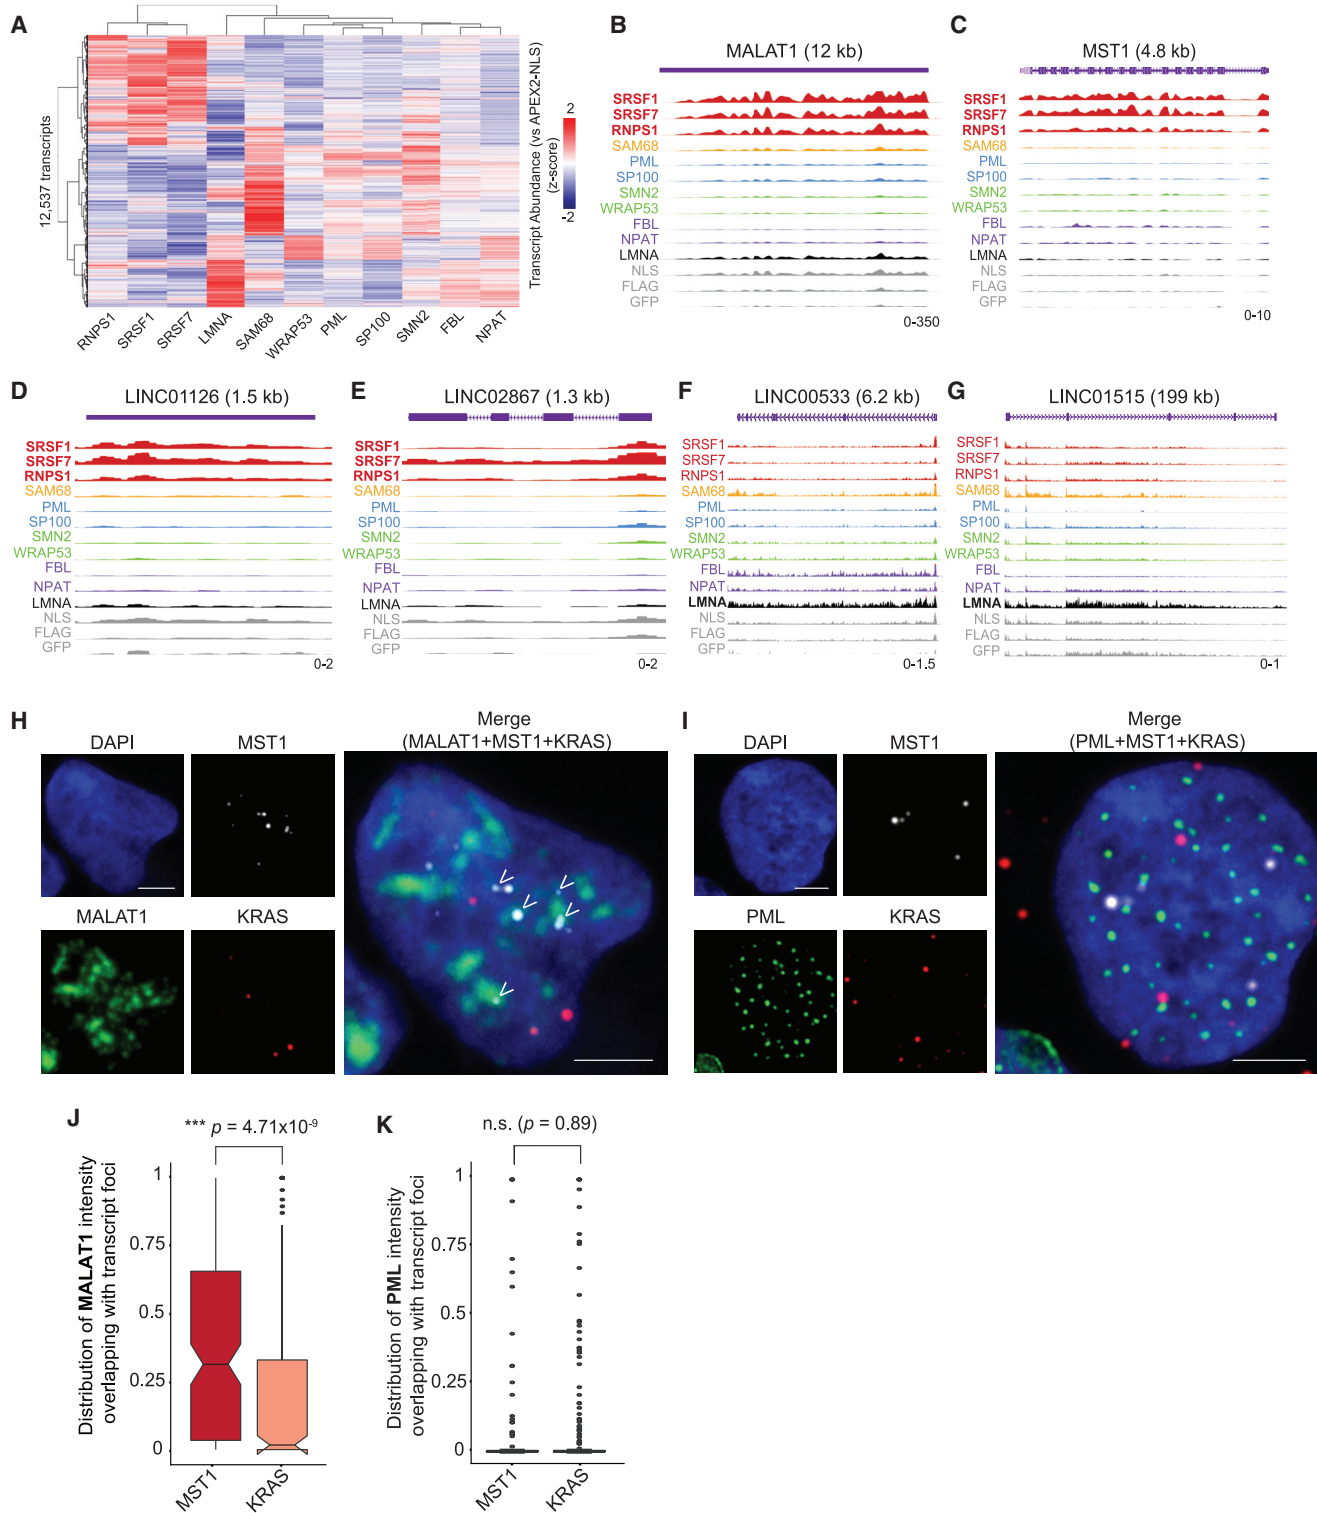 A
12,537 transcripts
RNPS1
SRSF1
SRSF7
LMNA
SAM68
WRAP53
PML
SP100
SMN2
FBL
NPAT
2
-2
Transcript Abundance (vs APEX2-NLS)
(z-score)
B
MALAT1 (12 kb)
SRSF1
SRSF7
RNPS1
SAM68
PML
SP100
SMN2
WRAP53
FBL
NPAT
LMNA
NLS
FLAG
GFP
0-350
C
MST1 (4.8 kb)
SRSF1
SRSF7
RNPS1
SAM68
PML
SP100
SMN2
WRAP53
FBL
NPAT
LMNA
NLS
FLAG
GFP
0-10
D
LINC01126 (1.5 kb)
SRSF1
SRSF7
RNPS1
SAM68
PML
SP100
SMN2
WRAP53
FBL
NPAT
LMNA
NLS
FLAG
GFP
0-2
E
LINC02867 (1.3 kb)
SRSF1
SRSF7
RNPS1
SAM68
PML
SP100
SMN2
WRAP53
FBL
NPAT
LMNA
NLS
FLAG
GFP
0-2
F
LINC00533 (6.2 kb)
SRSF1
SRSF7
RNPS1
SAM68
PML
SP100
SMN2
WRAP53
FBL
NPAT
LMNA
NLS
FLAG
GFP
0-1.5
G
LINC01515 (199 kb)
SRSF1
SRSF7
RNPS1
SAM68
PML
SP100
SMN2
WRAP53
FBL
NPAT
LMNA
NLS
FLAG
GFP
0-1
H
DAPI
MST1
MALAT1
KRAS
Merge
(MALAT1+MST1+KRAS)
I
DAPI
MST1
PML
KRAS
Merge
(PML+MST1+KRAS)
J
*** p = 4.71x10-9
Distribution of MALAT1 intensity
overlapping with transcript foci
1
0.75
0.5
0.25
0
MST1
KRAS
K
n.s. (p = 0.89)
Distribution of PML intensity
overlapping with transcript foci
1
0.75
0.5
0.25
0
MST1
KRAS